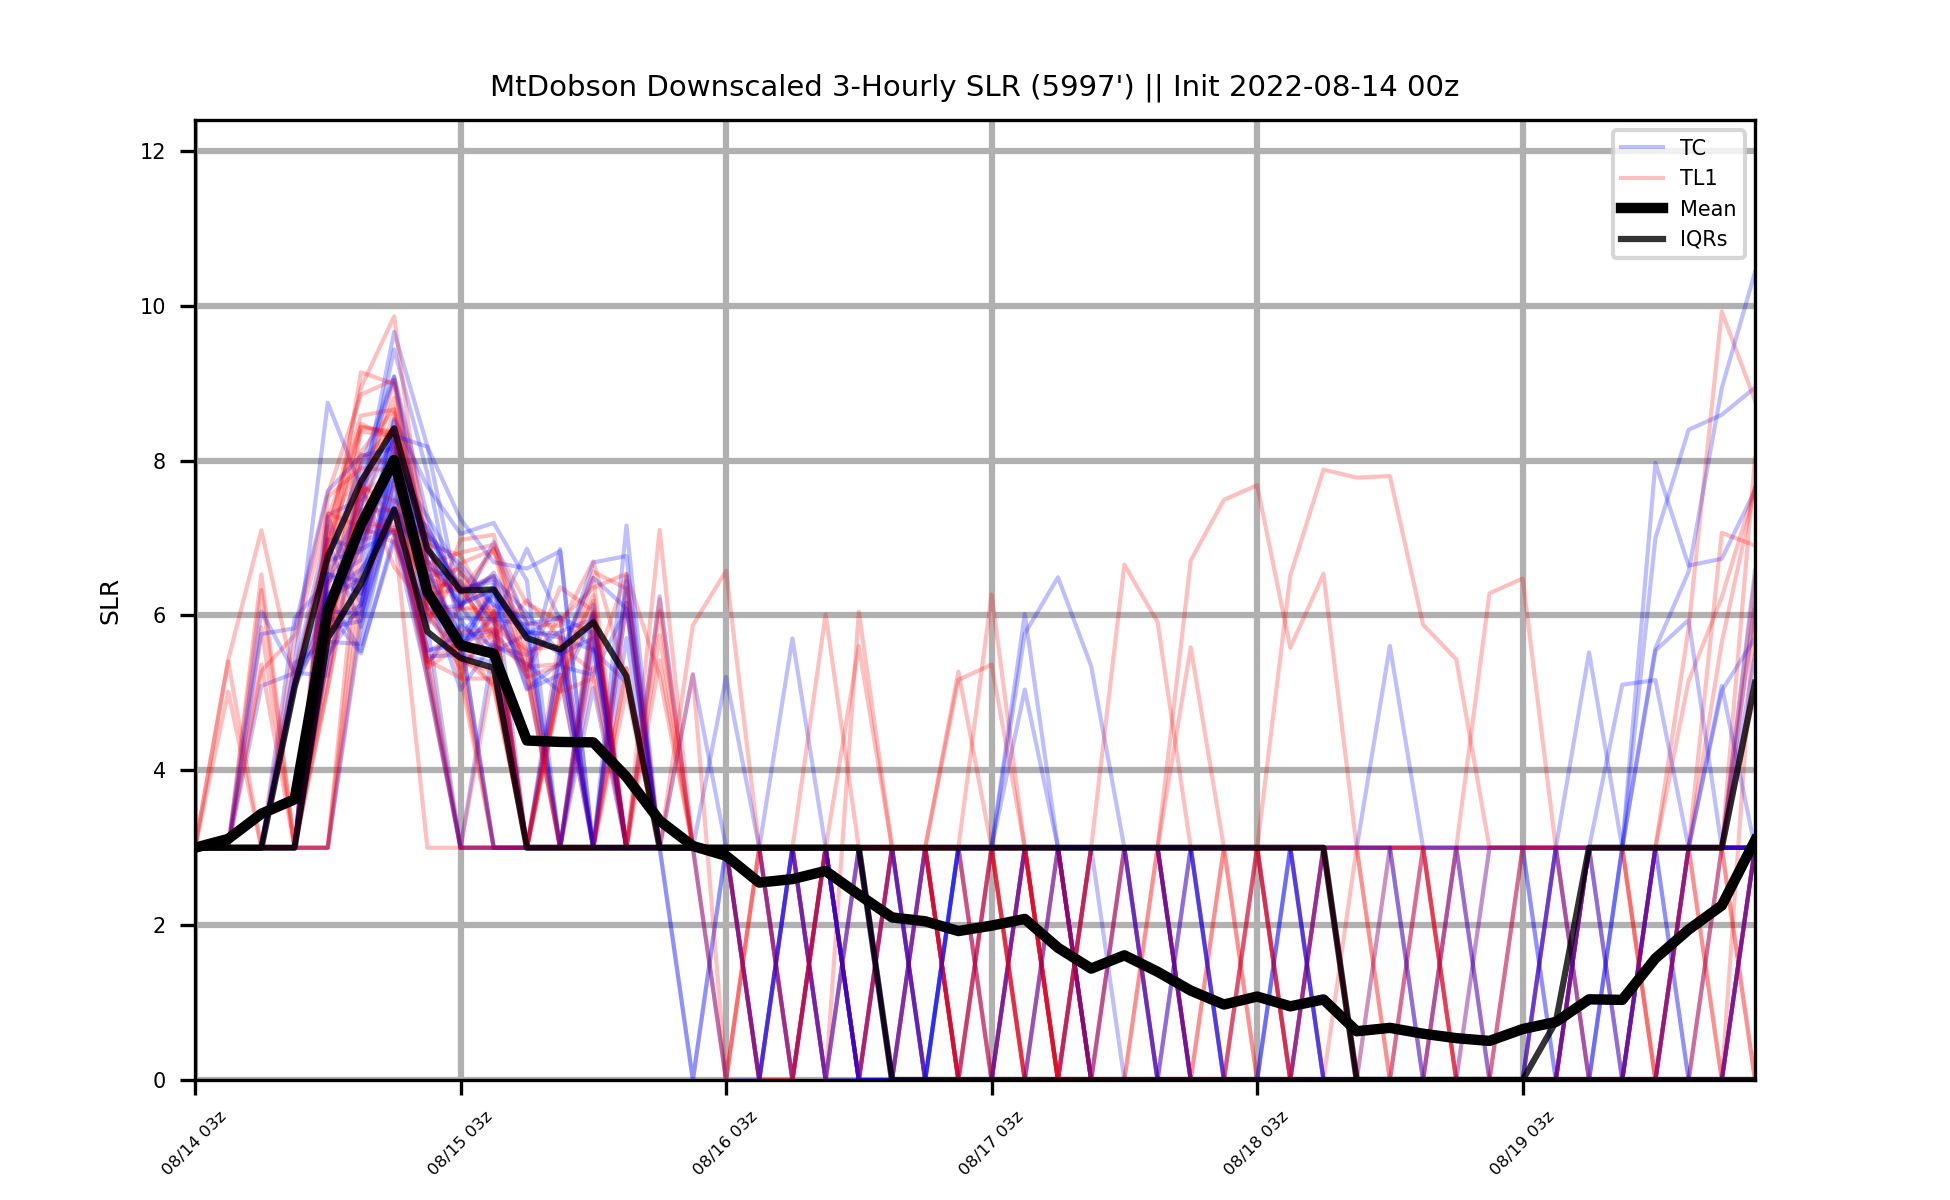 MtDobson Downscaled 3-Hourly SLR (5997') || Init 2022-08-14 00z
TC
TL1
Mean
IQRs
SLR
12
10
8
6
4
2
0
08/14 03z
08/15 03z
08/16 03z
08/17 03z
08/18 03z
08/19 03z